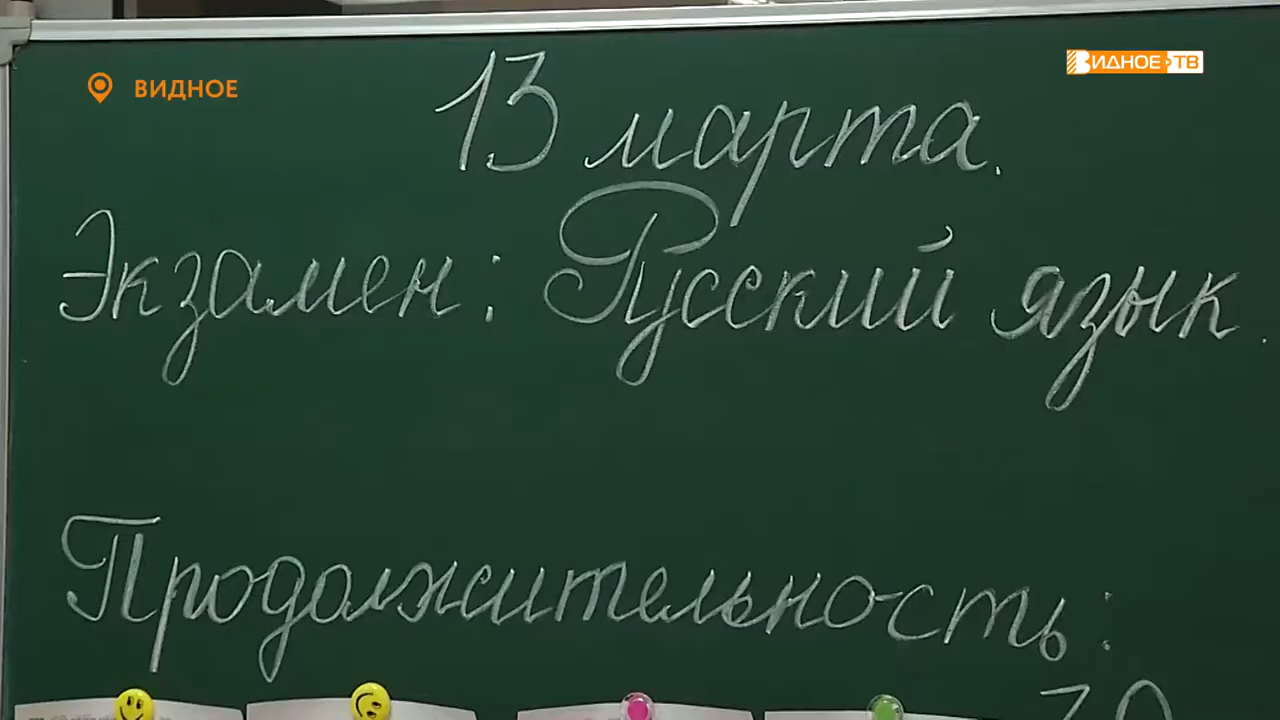 ВИДНОЕ
ВИДНОЕ ТВ
13 марта.
Экзамен: Русский язык.
Продолжительность: